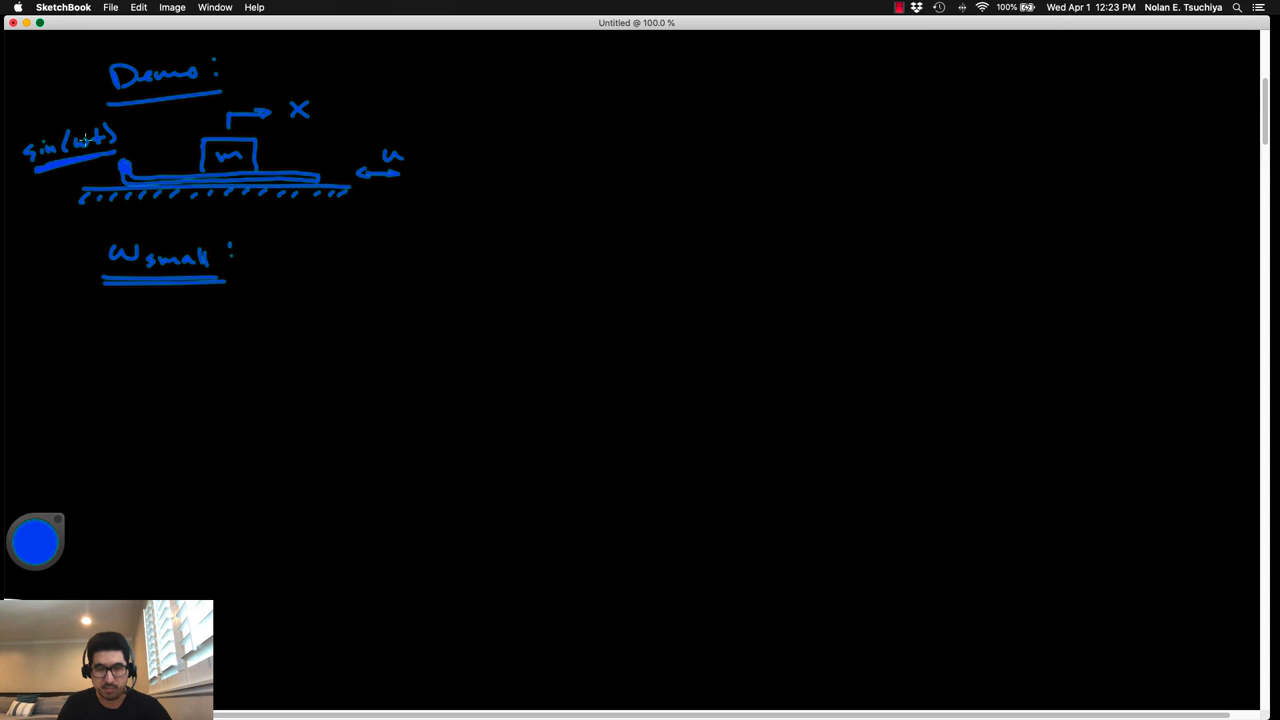 SketchBook File Edit Image Window Help 100% Wed Apr 1 12:23 PM Nolan E. Tsuchiya
Untitled @ 100.0 %
Demo:
x
sin(ωt)
m
u
ω small :